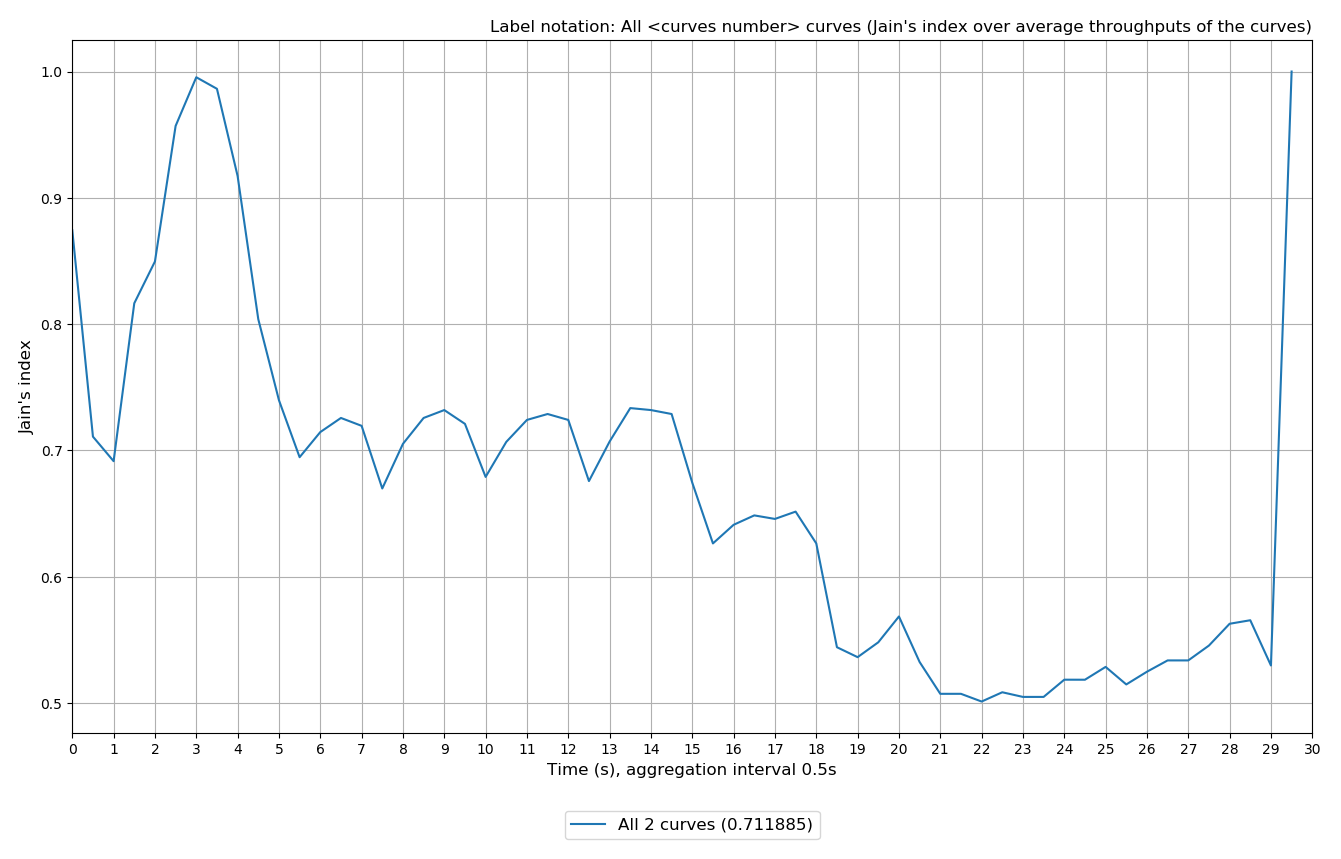 Label notation: All <curves number> curves (Jain's index over average throughputs of the curves)
1.0
0.9
0.8
0.7
0.6
0.5
Jain's index
0 1 2 3 4 5 6 7 8 9 10 11 12 13 14 15 16 17 18 19 20 21 22 23 24 25 26 27 28 29 30
Time (s), aggregation interval 0.5s
All 2 curves (0.711885)